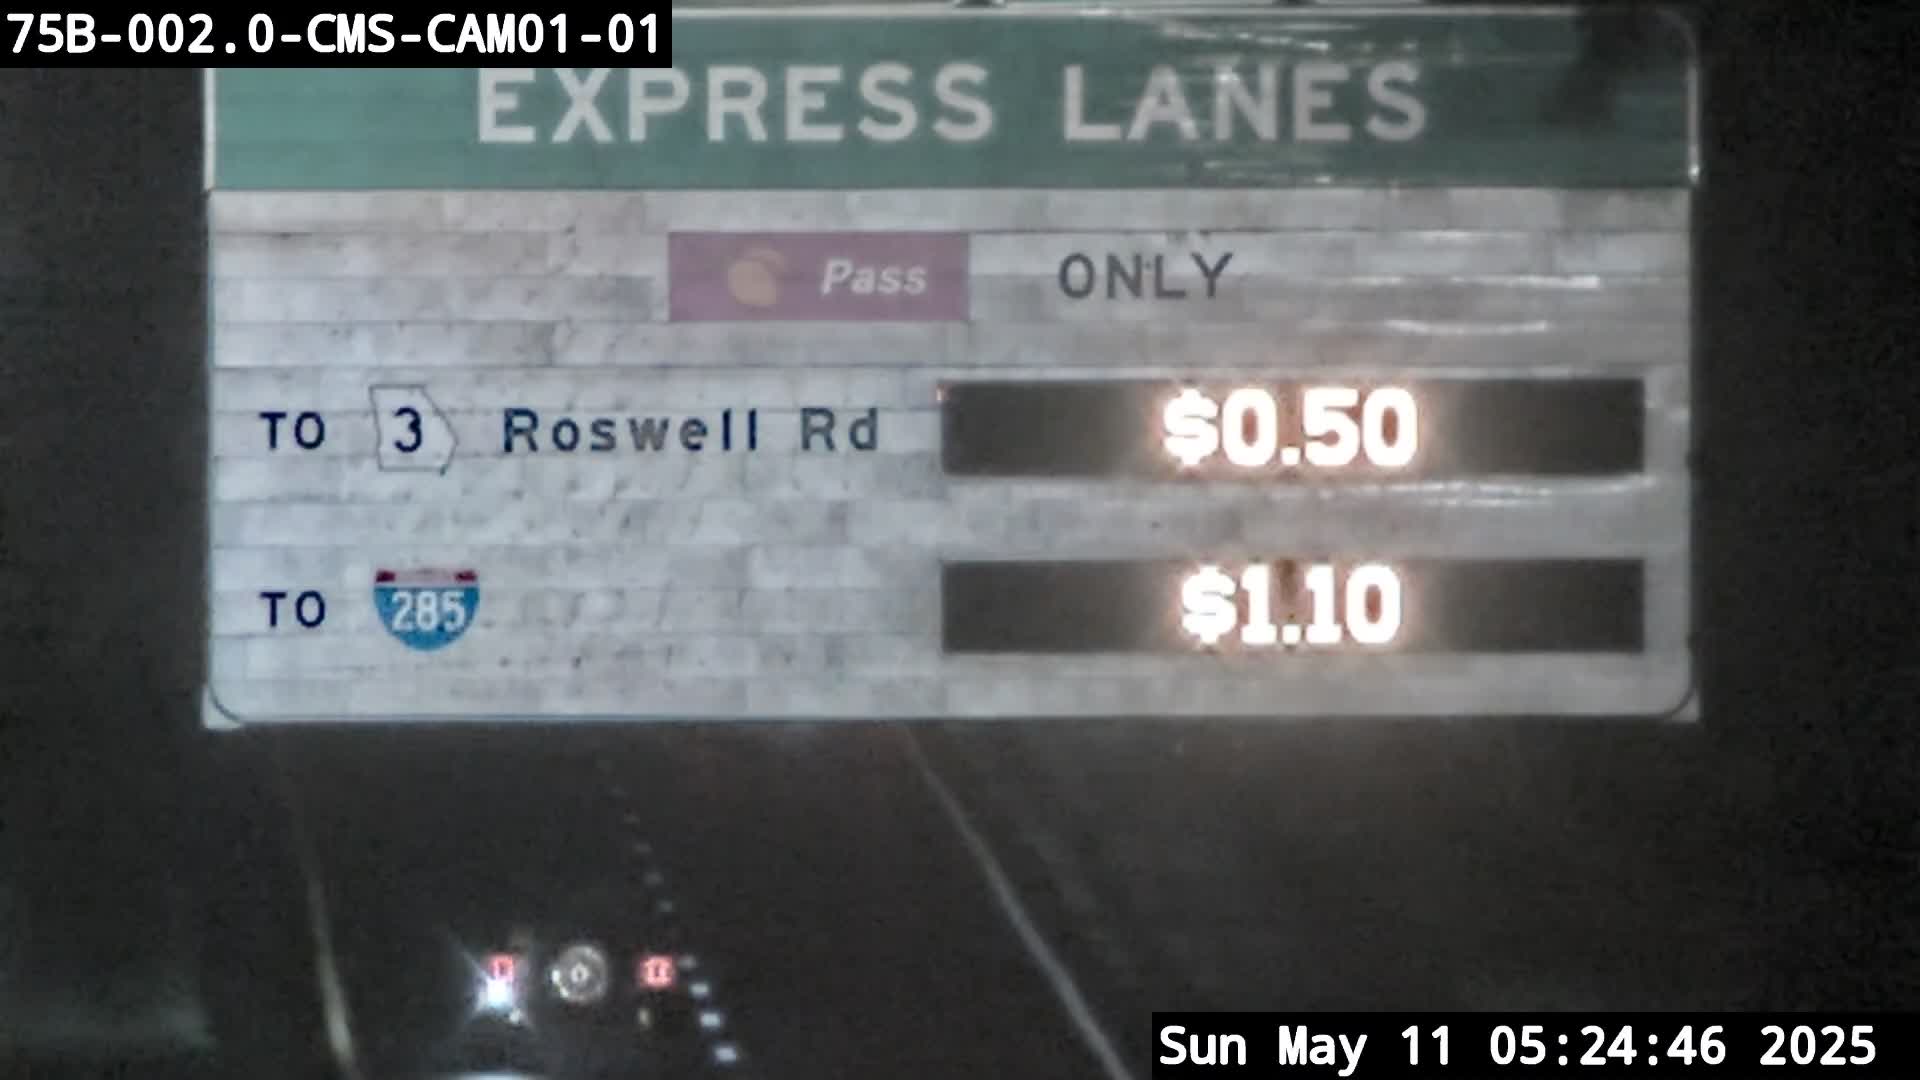 75B-002.0-CMS-CAM01-01
EXPRESS LANES
Pass ONLY
TO 3 Roswell Rd $0.50
TO 285 $1.10
Sun May 11 05:24:46 2025